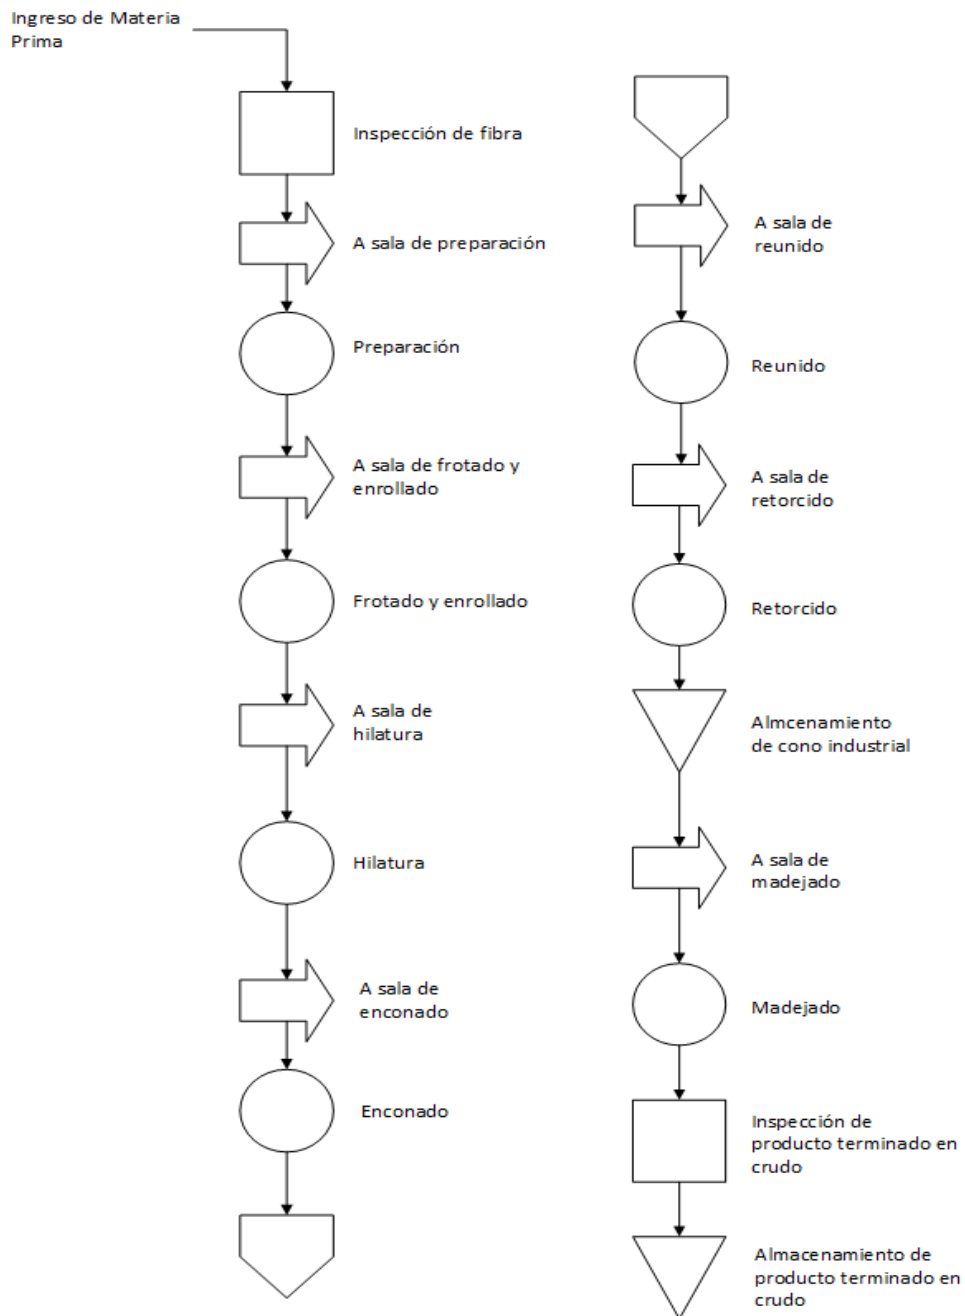 Ingreso de Materia
Prima
Inspección de fibra
A sala de preparación
Preparación
A sala de frotado y
enrollado
Frotado y enrollado
A sala de
hilatura
Hilatura
A sala de
enconado
Enconado
A sala de
reunido
Reunido
A sala de
retorcido
Retorcido
Almcenamiento
de cono industrial
A sala de
madejado
Madejado
Inspección de
producto terminado en
crudo
Almacenamiento de
producto terminado en
crudo